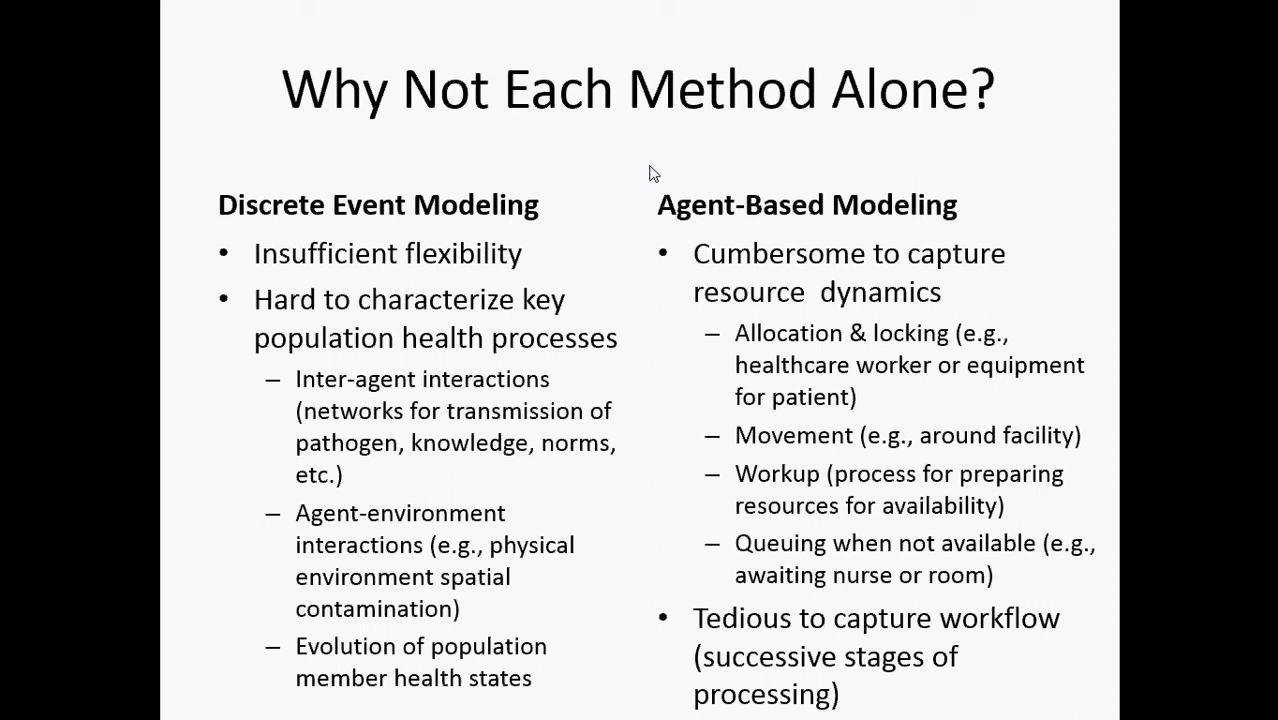 Why Not Each Method Alone?
Discrete Event Modeling
• Insufficient flexibility
• Hard to characterize key
population health processes
– Inter-agent interactions
(networks for transmission of
pathogen, knowledge, norms,
etc.)
– Agent-environment
interactions (e.g., physical
environment spatial
contamination)
– Evolution of population
member health states
Agent-Based Modeling
• Cumbersome to capture
resource  dynamics
– Allocation & locking (e.g.,
healthcare worker or equipment
for patient)
– Movement (e.g., around facility)
– Workup (process for preparing
resources for availability)
– Queuing when not available (e.g.,
awaiting nurse or room)
• Tedious to capture workflow
(successive stages of
processing)